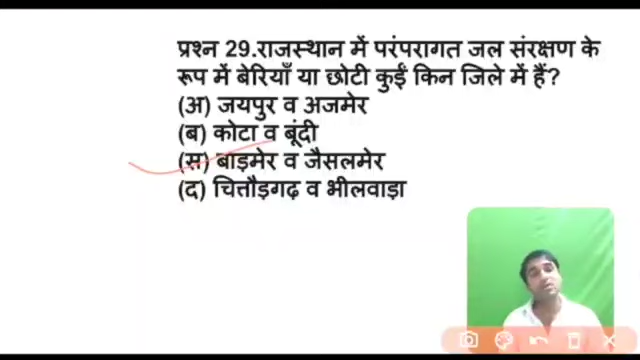 प्रश्न 29.राजस्थान में परंपरागत जल संरक्षण के
रूप में बेरियाँ या छोटी कुईं किन जिले में हैं?
(अ) जयपुर व अजमेर
(ब) कोटा व बूंदी
(स) बाड़मेर व जैसलमेर
(द) चित्तौड़गढ़ व भीलवाड़ा